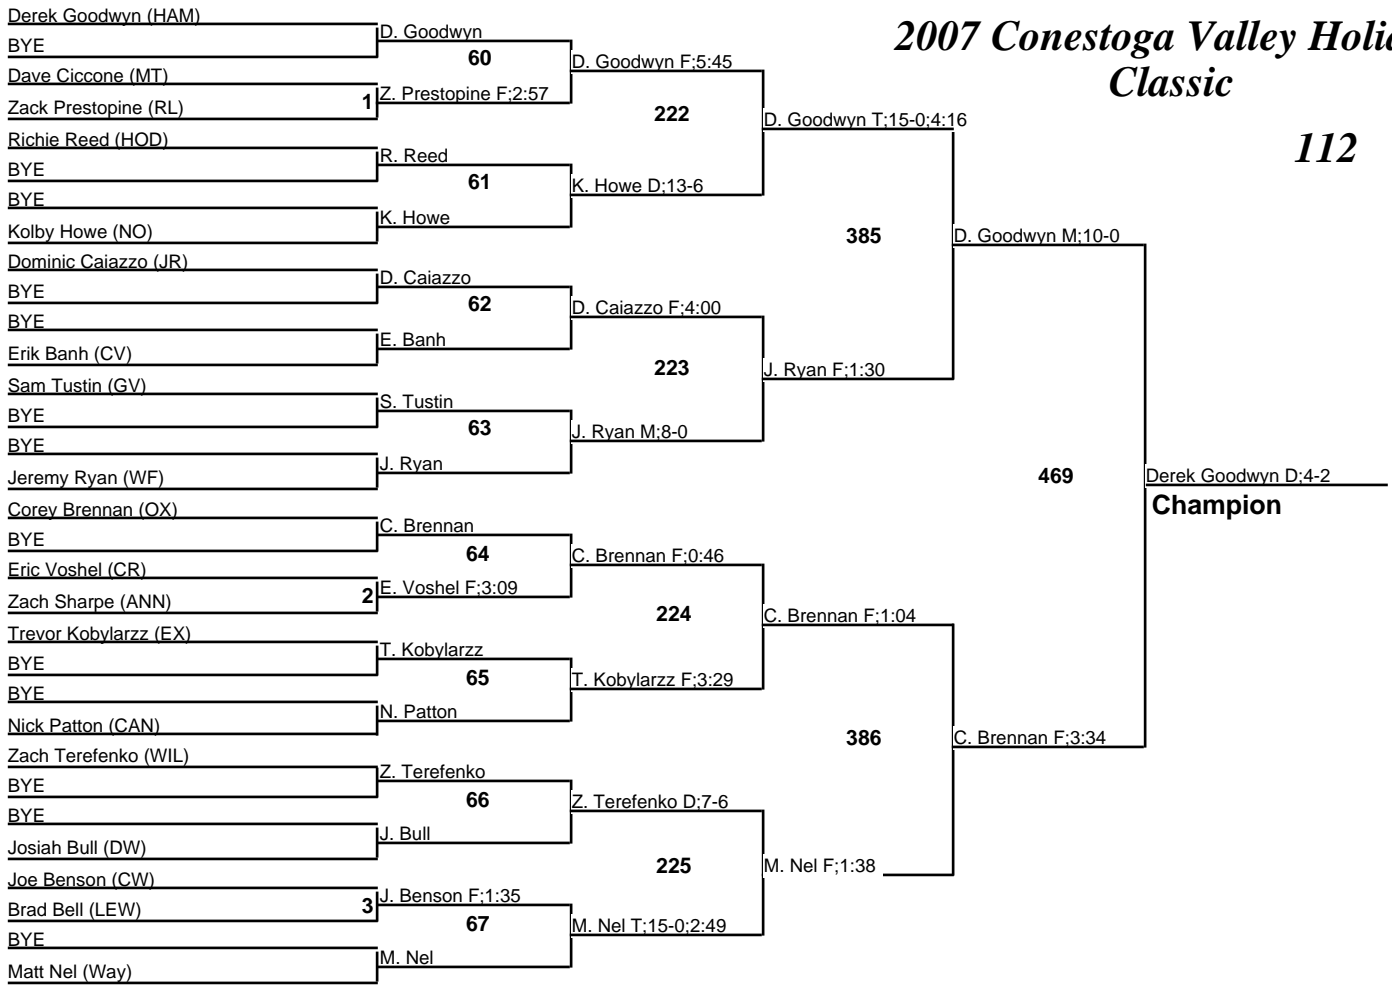 2007 Conestoga Valley Holi
Classic
112
Derek Goodwyn (HAM)
BYE
Dave Ciccone (MT)
Zack Prestopine (RL)
Richie Reed (HOD)
BYE
BYE
Kolby Howe (NO)
Dominic Caiazzo (JR)
BYE
BYE
Erik Banh (CV)
Sam Tustin (GV)
BYE
BYE
Jeremy Ryan (WF)
Corey Brennan (OX)
BYE
Eric Voshel (CR)
Zach Sharpe (ANN)
Trevor Kobylarzz (EX)
BYE
BYE
Nick Patton (CAN)
Zach Terefenko (WIL)
BYE
BYE
Josiah Bull (DW)
Joe Benson (CW)
Brad Bell (LEW)
BYE
Matt Nel (Way)
1
2
3
D. Goodwyn
60
Z. Prestopine F;2:57
R. Reed
61
K. Howe
D. Caiazzo
62
E. Banh
S. Tustin
63
J. Ryan
C. Brennan
64
E. Voshel F;3:09
T. Kobylarzz
65
N. Patton
Z. Terefenko
66
J. Bull
J. Benson F;1:35
67
M. Nel
D. Goodwyn F;5:45
222
K. Howe D;13-6
D. Caiazzo F;4:00
223
J. Ryan M;8-0
C. Brennan F;0:46
224
T. Kobylarzz F;3:29
Z. Terefenko D;7-6
225
M. Nel T;15-0;2:49
D. Goodwyn T;15-0;4:16
385
J. Ryan F;1:30
C. Brennan F;1:04
386
M. Nel F;1:38
D. Goodwyn M;10-0
469
C. Brennan F;3:34
Derek Goodwyn D;4-2
Champion